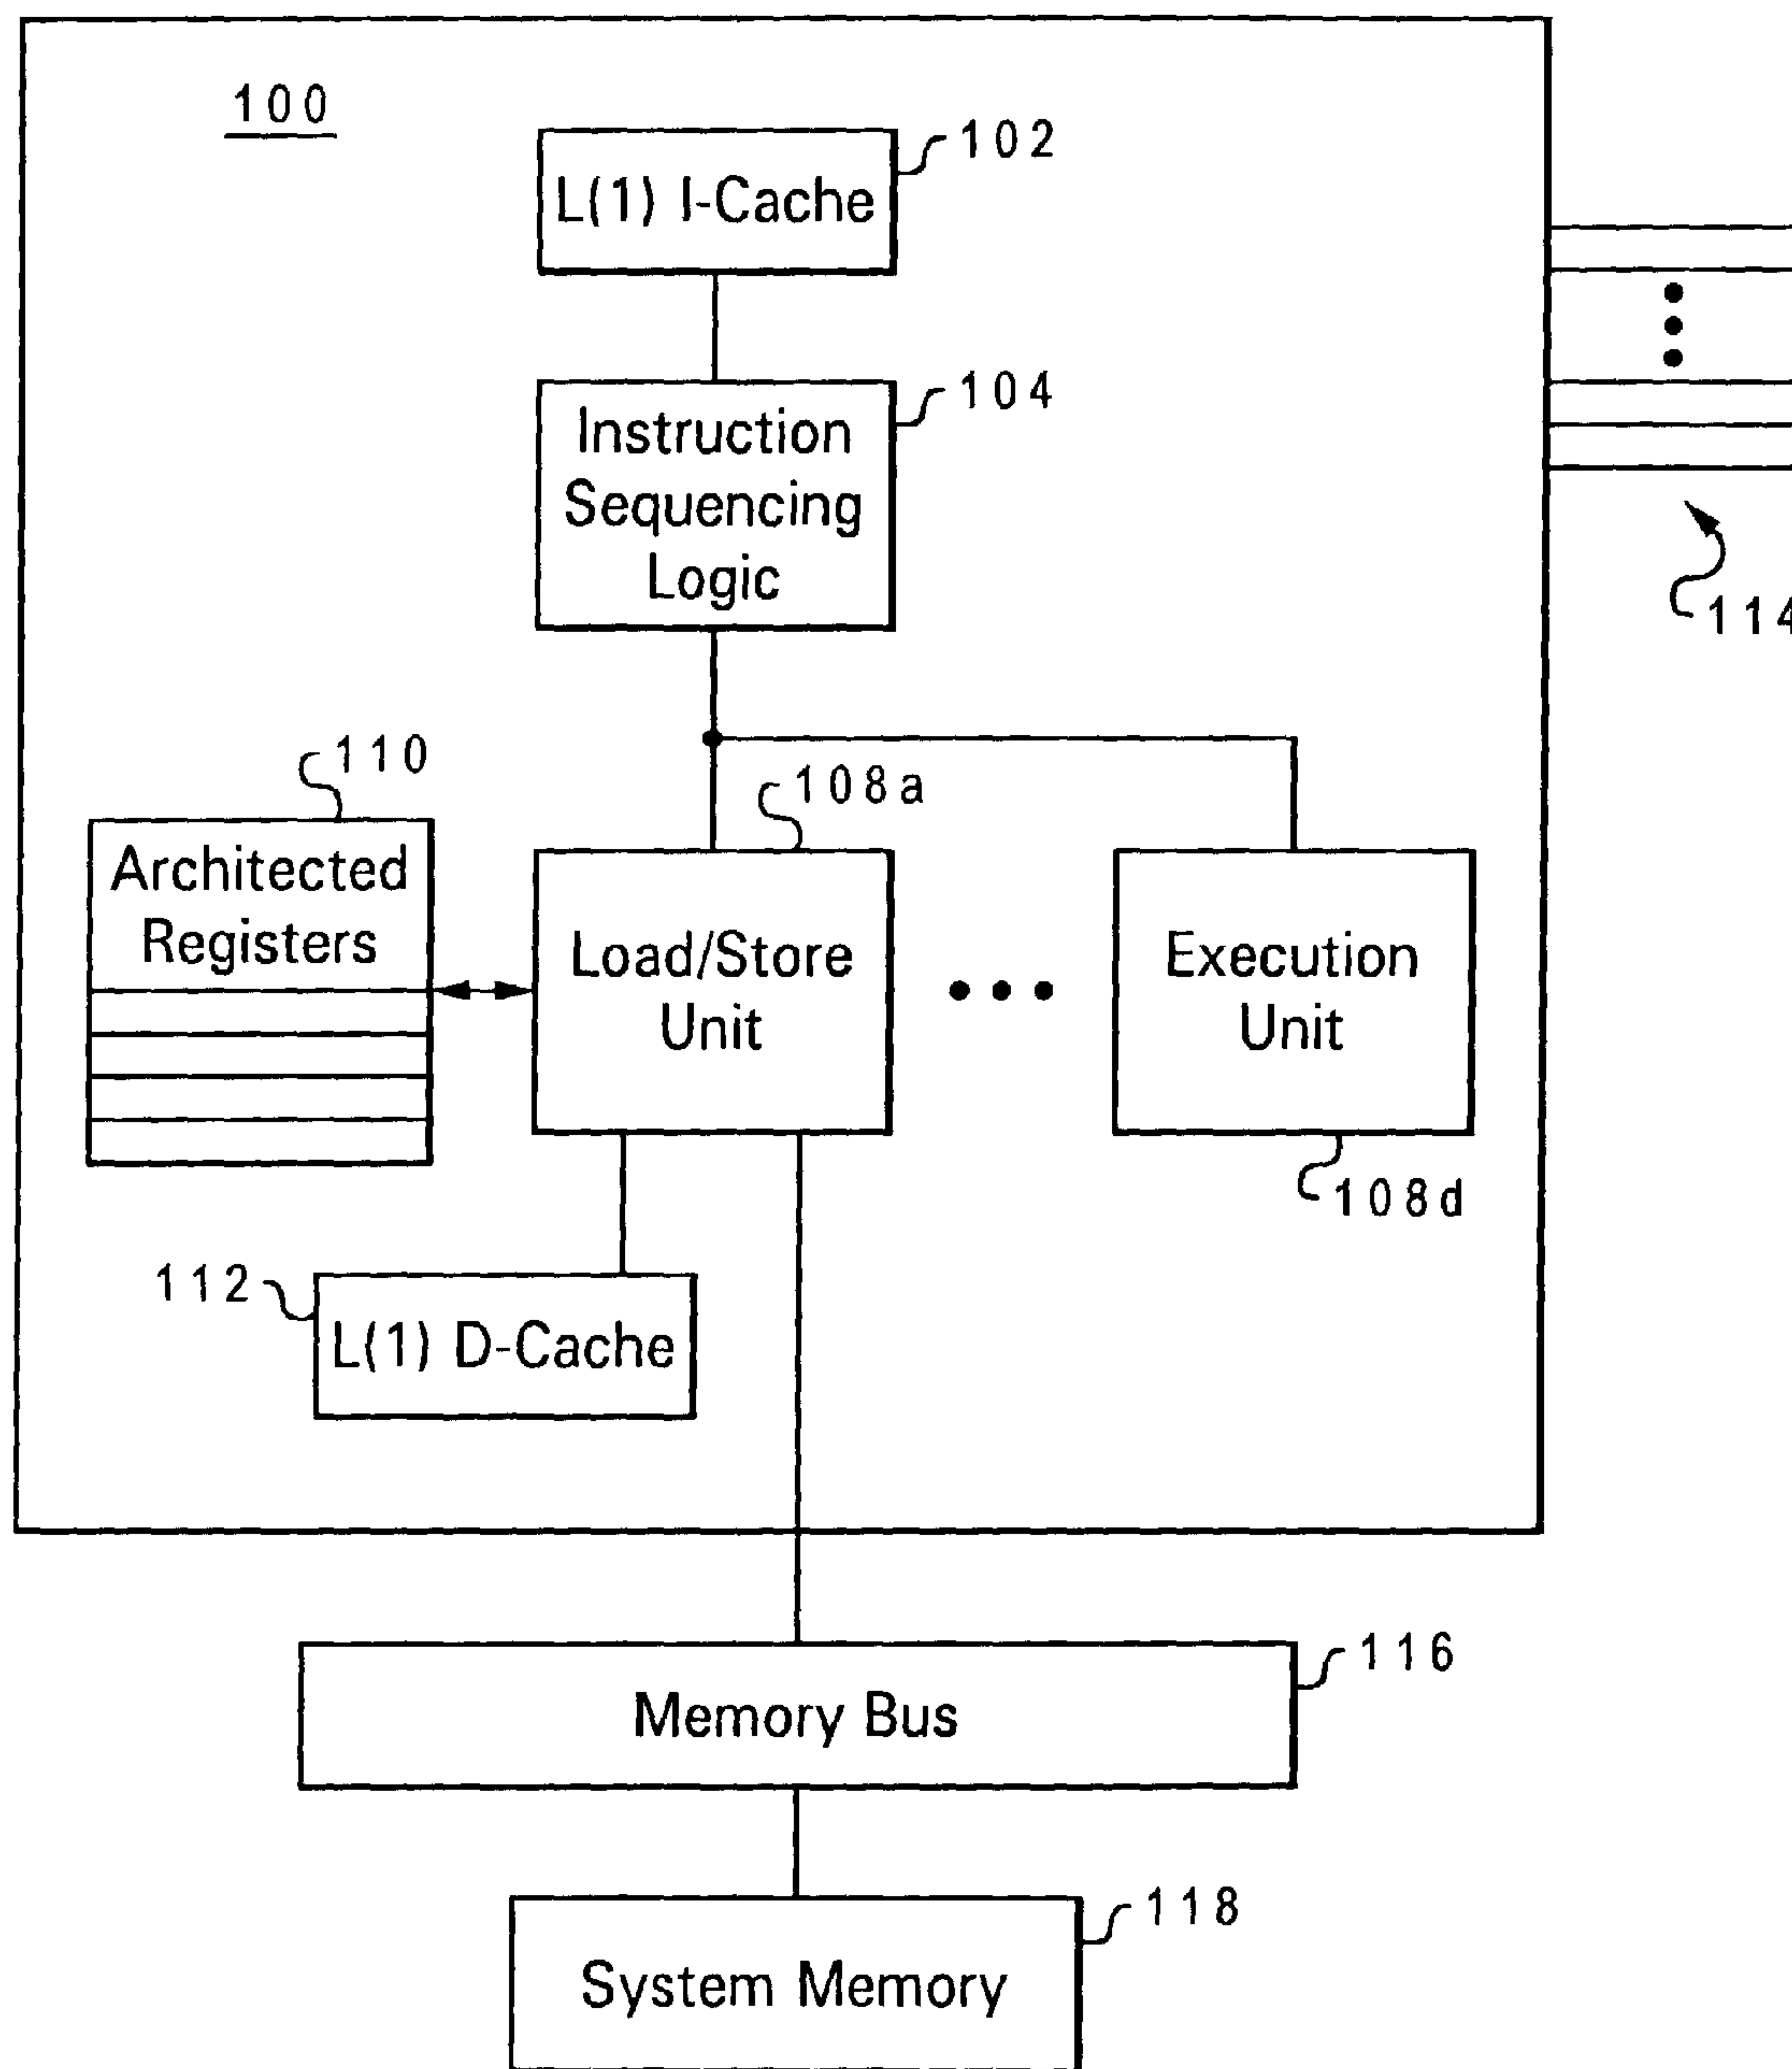 100
102
L(1) I-Cache
104
Instruction
Sequencing
Logic
114
110
108a
Architected
Registers
Load/Store
Unit
Execution
Unit
108d
112
L(1) D-Cache
116
Memory Bus
118
System Memory